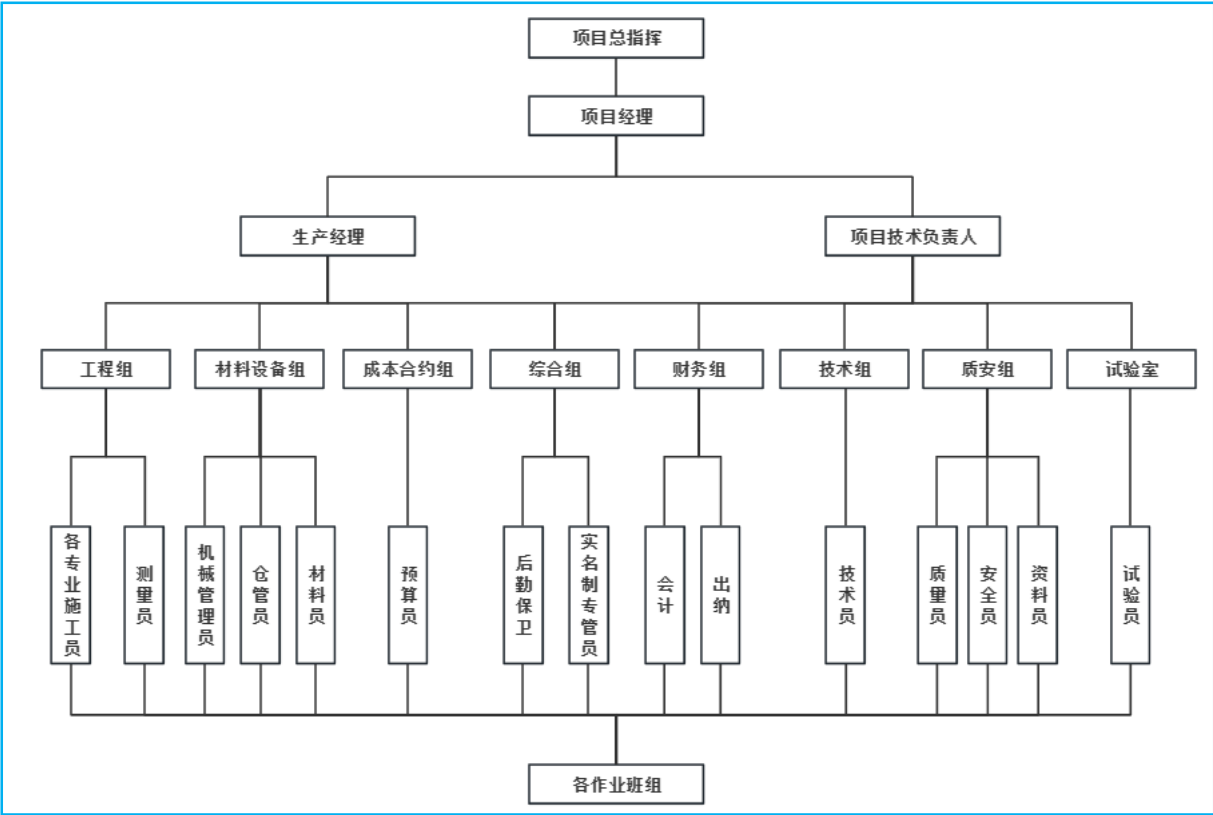 项目总指挥
项目经理
生产经理
项目技术负责人
工程组
材料设备组
成本合约组
综合组
财务组
技术组
质安组
试验室
各专业施工员
测量员
机械管理员
仓管员
材料员
预算员
后勤保卫
实名制专管员
会计
出纳
技术员
质量员
安全员
资料员
试验员
各作业班组